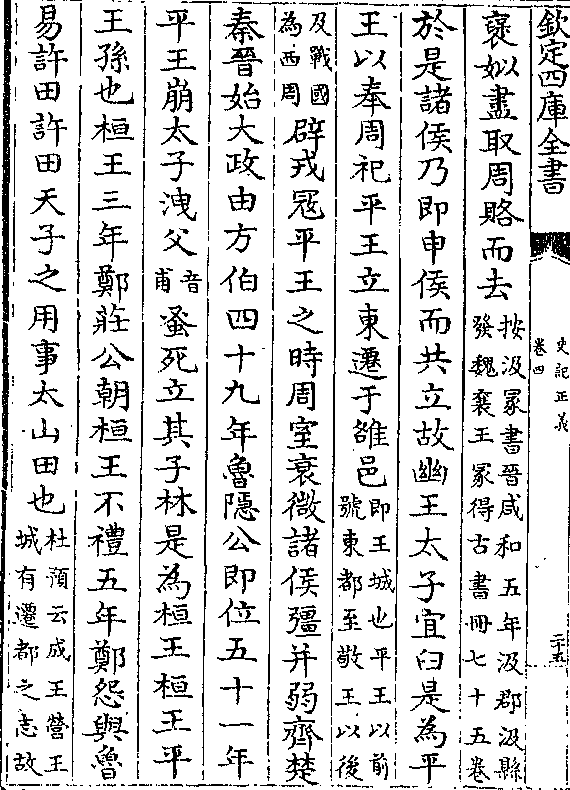 欽定四庫全書
史記正義
卷四
二十五
褒姒盡取周賂而去按汲冡書晉咸和五年汲郡汲縣發魏襄王冡得古書冊七十五卷
於是諸侯乃即申侯而共立故幽王太子宜臼是為平
王以奉周祀平王立東遷于雒邑即王城也平王以前號東都至敬王以後
及戰國為西周辟戎冦平王之時周室衰微諸侯彊并弱齊楚
秦晉始大政由方伯四十九年魯隱公即位五十一年
平王崩太子洩父音甫蚤死立其子林是為桓王桓王平
王孫也桓王三年鄭莊公朝桓王不禮五年鄭怨與魯
易許田許田天子之用事太山田也杜預云成王營王城有遷都之志故